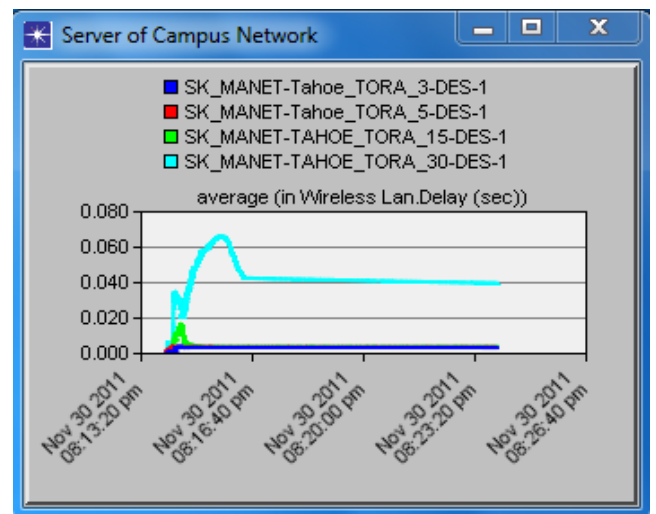 Server of Campus Network
SK_MANET-Tahoe_TORA_3-DES-1
SK_MANET-Tahoe_TORA_5-DES-1
SK_MANET-TAHOE_TORA_15-DES-1
SK_MANET-TAHOE_TORA_30-DES-1
average (in Wireless Lan.Delay (sec))
0.080
0.060
0.040
0.020
0.000
Nov 30 2011
08:13:20 pm
Nov 30 2011
08:16:40 pm
Nov 30 2011
08:20:00 pm
Nov 30 2011
08:23:20 pm
Nov 30 2011
08:26:40 pm